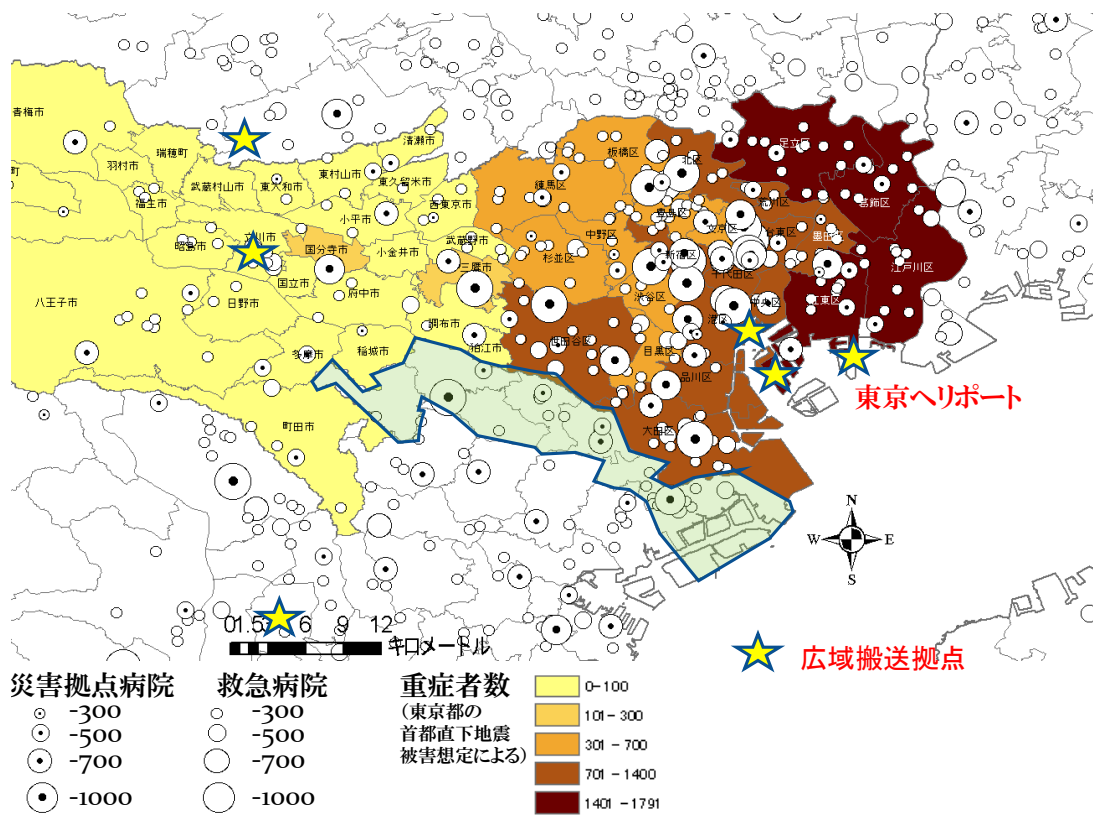 青梅市
羽村市
瑞穂町
町
福生市
武蔵村山市
東大和市
東村山市
清瀬市
東久留米市
西東京市
小平市
昭島市
立川市
国分寺市
小金井市
武蔵野市
三鷹市
国立市
府中市
八王子市
日野市
調布市
狛江市
多摩市
稲城市
町田市
板橋区
北区
足立区
練馬区
豊島区
荒川区
葛飾区
中野区
文京区
台東区
墨田区
杉並区
新宿区
千代田区
江戸川区
渋谷区
港区
中央区
江東区
世田谷区
目黒区
品川区
大田区
東京ヘリポート
N
W
E
S
0 1.5 3 6 9 12
キロメートル
広域搬送拠点
災害拠点病院
-300
-500
-700
-1000
救急病院
-300
-500
-700
-1000
重症者数
(東京都の
首都直下地震
被害想定による)
0-100
101 - 300
301 - 700
701 - 1400
1401 - 1791